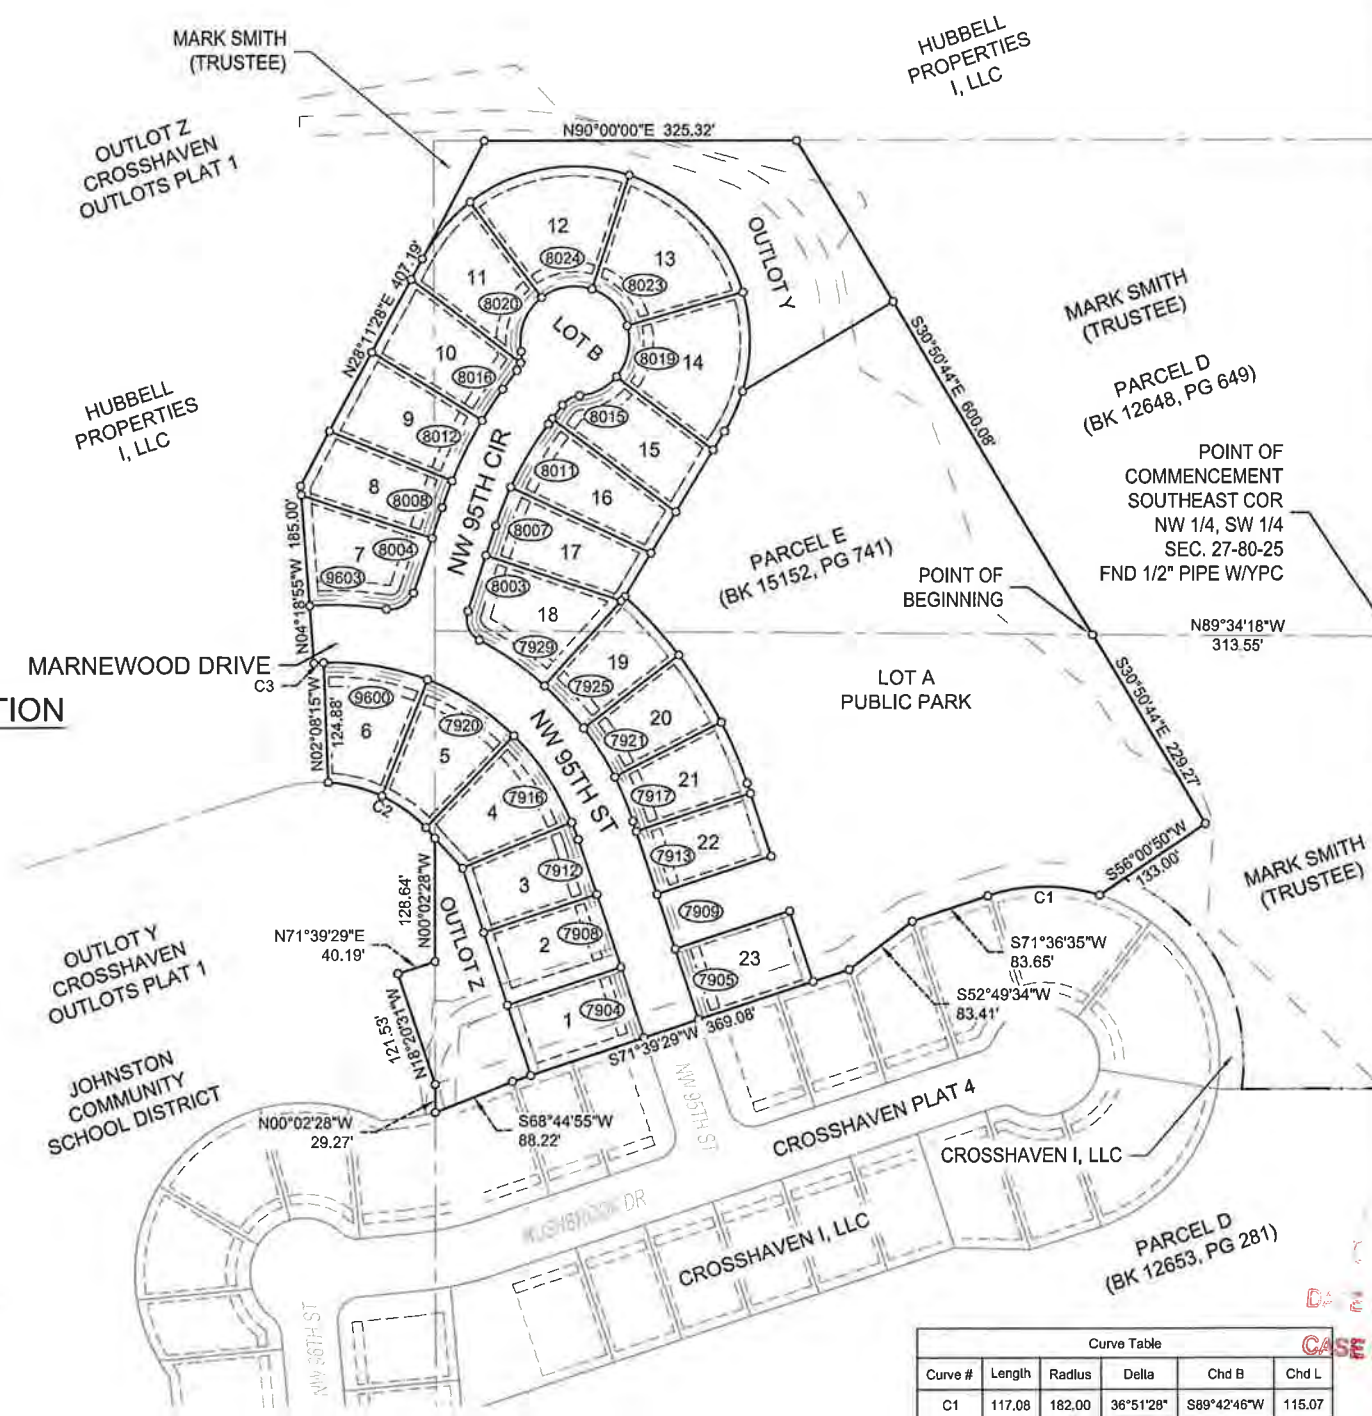 MARK SMITH
(TRUSTEE)
HUBBELL
PROPERTIES
I, LLC
OUTLOT Z
CROSSHAVEN
OUTLOTS PLAT 1
N90°00'00"E 325.32'
12
8024
13
8023
OUTLOT Y
11
8020
N28°11'28"E 407.19'
LOT B
10
8016
8019
14
MARK SMITH
(TRUSTEE)
S30°50'44"E 600.08'
PARCEL D
(BK 12648, PG 649)
HUBBELL
PROPERTIES
I, LLC
9
8012
8015
15
NW 95TH CIR
8
8008
8011
16
POINT OF
COMMENCEMENT
SOUTHEAST COR
NW 1/4, SW 1/4
SEC. 27-80-25
FND 1/2" PIPE W/YPC
N04°18'55"W 185.00'
7
8004
9603
8007
17
PARCEL E
(BK 15152, PG 741)
8003
18
POINT OF
BEGINNING
N89°34'18"W
313.55'
7929
MARNEWOOD DRIVE
C3
TION
19
7925
LOT A
PUBLIC PARK
S30°50'44"E 229.27'
N02°08'15"W
124.88'
9600
6
7920
5
NW 95TH ST
20
7921
C2
7916
4
21
7917
22
7913
7912
3
S56°00'50"W
133.00'
MARK SMITH
(TRUSTEE)
N00°02'28"W
128.64'
OUTLOT Z
C1
7909
7908
2
N71°39'29"E
40.19'
S71°36'35"W
83.65'
OUTLOT Y
CROSSHAVEN
OUTLOTS PLAT 1
23
7905
S52°49'34"W
83.41'
1
7904
N18°20'31"W
121.53'
S71°39'29"W 369.08'
JOHNSTON
COMMUNITY
SCHOOL DISTRICT
N00°02'28"W
29.27'
S68°44'55"W
88.22'
NW 95TH ST
CROSSHAVEN PLAT 4
CROSSHAVEN I, LLC
DR
CROSSHAVEN I, LLC
PARCEL D
(BK 12653, PG 281)
NW 96TH ST
CASE
Curve Table
Curve # Length Radius Delta Chd B Chd L
C1 117.08 182.00 36°51'28" S89°42'46"W 115.07